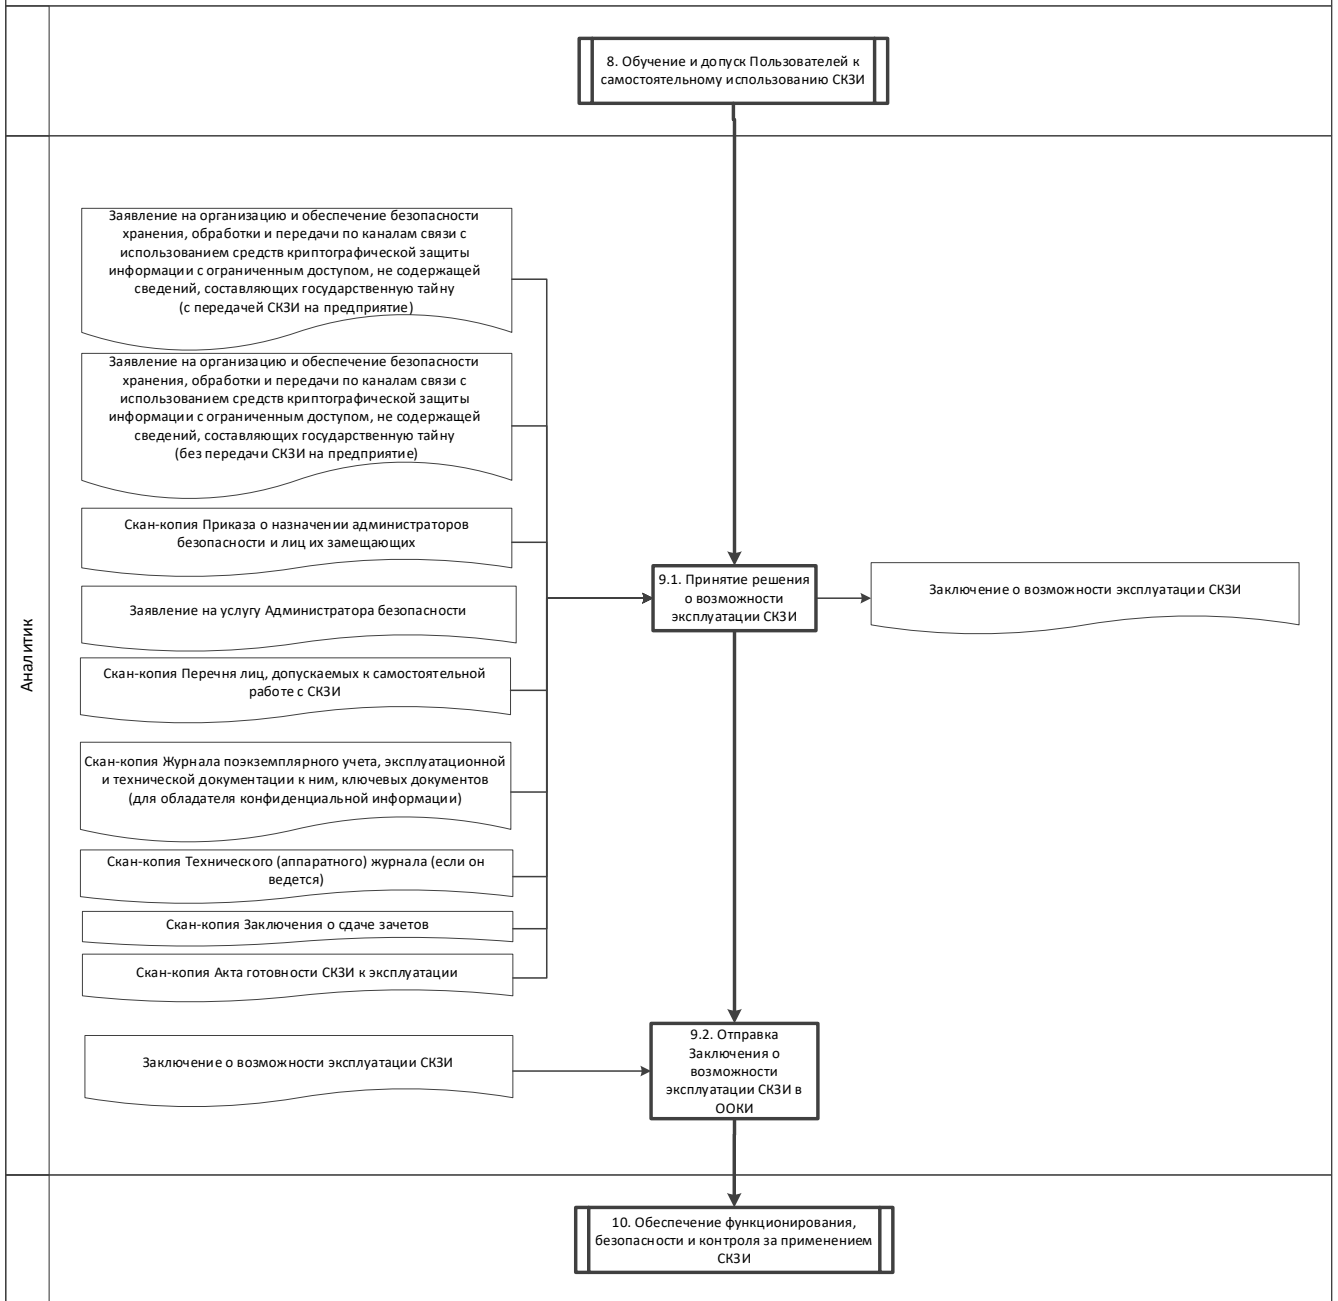 8. Обучение и допуск Пользователей к
самостоятельному использованию СКЗИ
Аналитик
Заявление на организацию и обеспечение безопасности
хранения, обработки и передачи по каналам связи с
использованием средств криптографической защиты
информации с ограниченным доступом, не содержащей
сведений, составляющих государственную тайну
(с передачей СКЗИ на предприятие)
Заявление на организацию и обеспечение безопасности
хранения, обработки и передачи по каналам связи с
использованием средств криптографической защиты
информации с ограниченным доступом, не содержащей
сведений, составляющих государственную тайну
(без передачи СКЗИ на предприятие)
Скан-копия Приказа о назначении администраторов
безопасности и лиц их замещающих
Заявление на услугу Администратора безопасности
Скан-копия Перечня лиц, допускаемых к самостоятельной
работе с СКЗИ
Скан-копия Журнала поэкземплярного учета, эксплуатационной
и технической документации к ним, ключевых документов
(для обладателя конфиденциальной информации)
Скан-копия Технического (аппаратного) журнала (если он
ведется)
Скан-копия Заключения о сдаче зачетов
Скан-копия Акта готовности СКЗИ к эксплуатации
9.1. Принятие решения
о возможности
эксплуатации СКЗИ
Заключение о возможности эксплуатации СКЗИ
Заключение о возможности эксплуатации СКЗИ
9.2. Отправка
Заключения о
возможности
эксплуатации СКЗИ в
ООКИ
10. Обеспечение функционирования,
безопасности и контроля за применением
СКЗИ